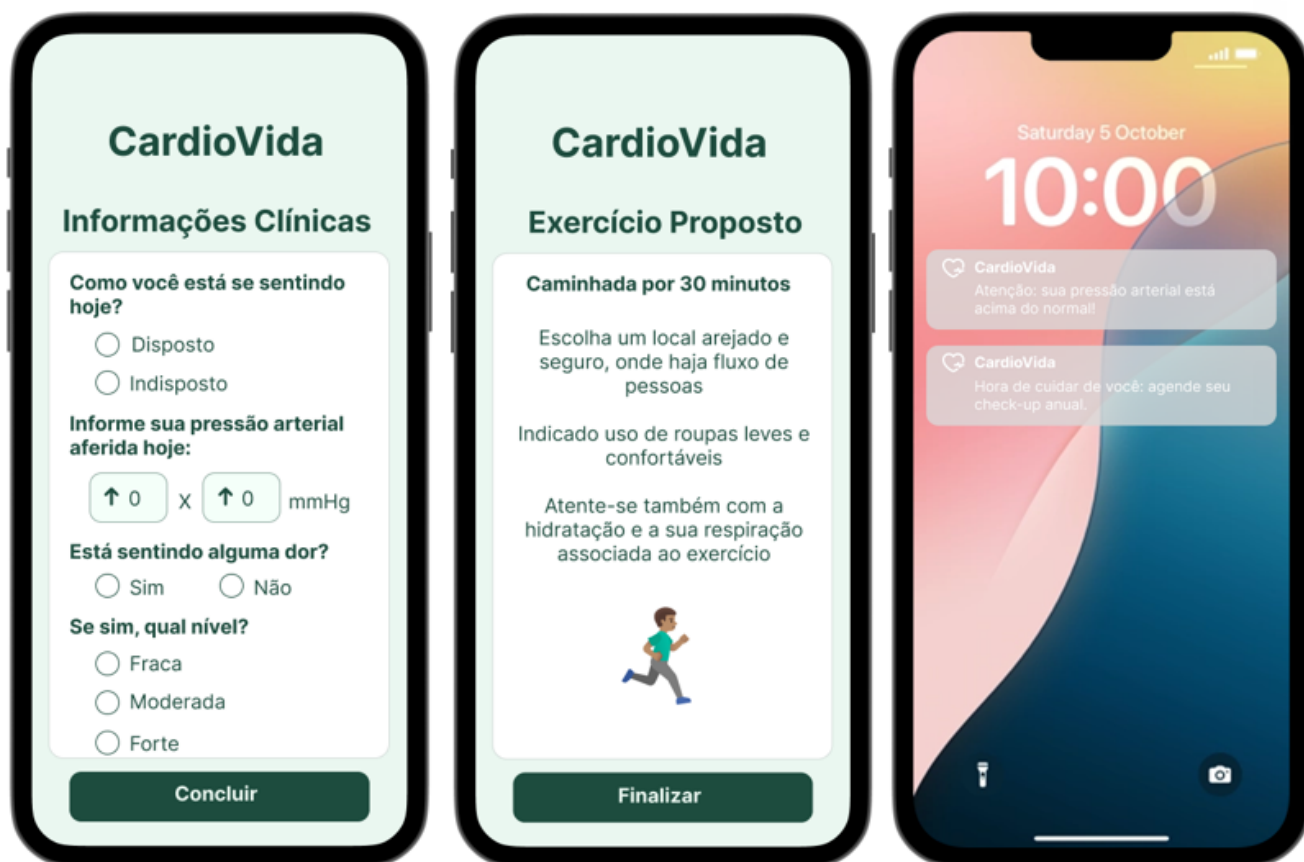 CardioVida
Informações Clínicas
Como você está se sentindo
hoje?
Disposto
Indisposto
Informe sua pressão arterial
aferida hoje:
↑ 0 X ↑ 0 mmHg
Está sentindo alguma dor?
Sim Não
Se sim, qual nível?
Fraca
Moderada
Forte
Concluir
CardioVida
Exercício Proposto
Caminhada por 30 minutos
Escolha um local arejado e
seguro, onde haja fluxo de
pessoas
Indicado uso de roupas leves e
confortáveis
Atente-se também com a
hidratação e a sua respiração
associada ao exercício
Finalizar
Saturday 5 October
10:00
CardioVida
Atenção: sua pressão arterial está
acima do normal!
CardioVida
Hora de cuidar de você: agende seu
check-up anual.